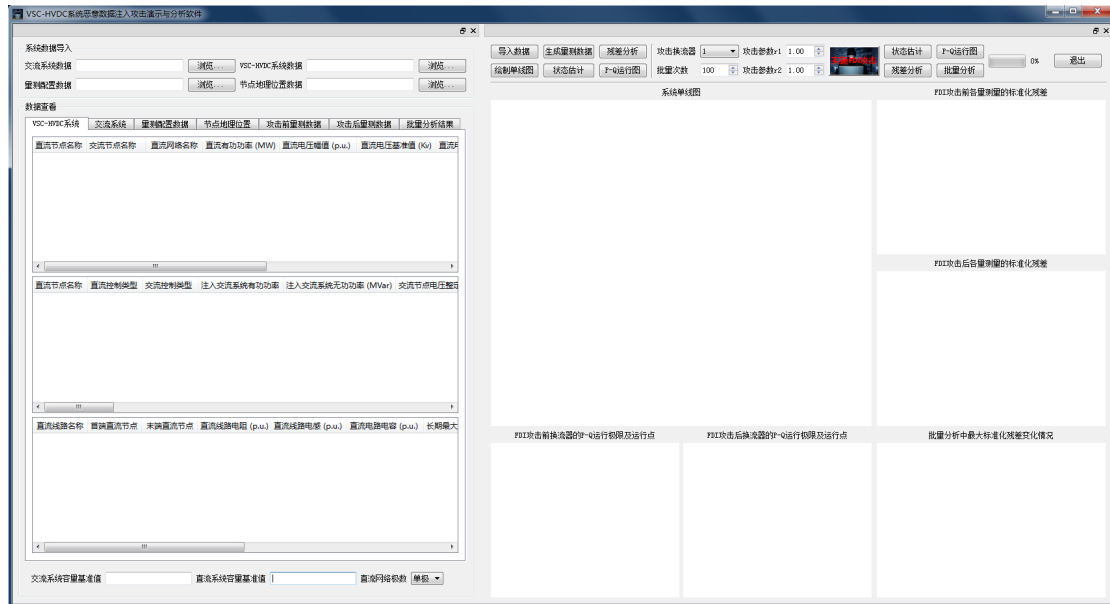 VSC-HVDC系统恶意数据注入攻击演示与分析软件
系统数据导入
交流系统数据 浏览... VSC-HVDC系统数据 浏览...
量测配置数据 浏览... 节点地理位置数据 浏览...
数据查看
VSC-HVDC系统 交流系统 量测配置数据 节点地理位置 攻击前量测数据 攻击后量测数据 批量分析结果
直流节点名称 交流节点名称 直流网络名称 直流有功功率 (MW) 直流电压幅值 (p.u.) 直流电压基准值 (Kv) 直流
直流节点名称 直流控制类型 交流控制类型 注入交流系统有功功率 注入交流系统无功功率 (MVar) 交流节点电压整定
直流线路名称 首端直流节点 末端直流节点 直流线路电阻 (p.u.) 直流线路电感 (p.u.) 直流电路电容 (p.u.) 长期最大
交流系统容量基准值 直流系统容量基准值 直流网络极数 单极
导入数据 生成量测数据 残差分析 攻击换流器 1 攻击参数r1 1.00 状态估计 P-Q运行图 0% 退出
绘制单线图 状态估计 P-Q运行图 批量次数 100 攻击参数r2 1.00 残差分析 批量分析
系统单线图
FDI攻击前各量测量的标准化残差
FDI攻击后各量测量的标准化残差
FDI攻击前换流器的P-Q运行极限及运行点
FDI攻击后换流器的P-Q运行极限及运行点
批量分析中最大标准化残差变化情况